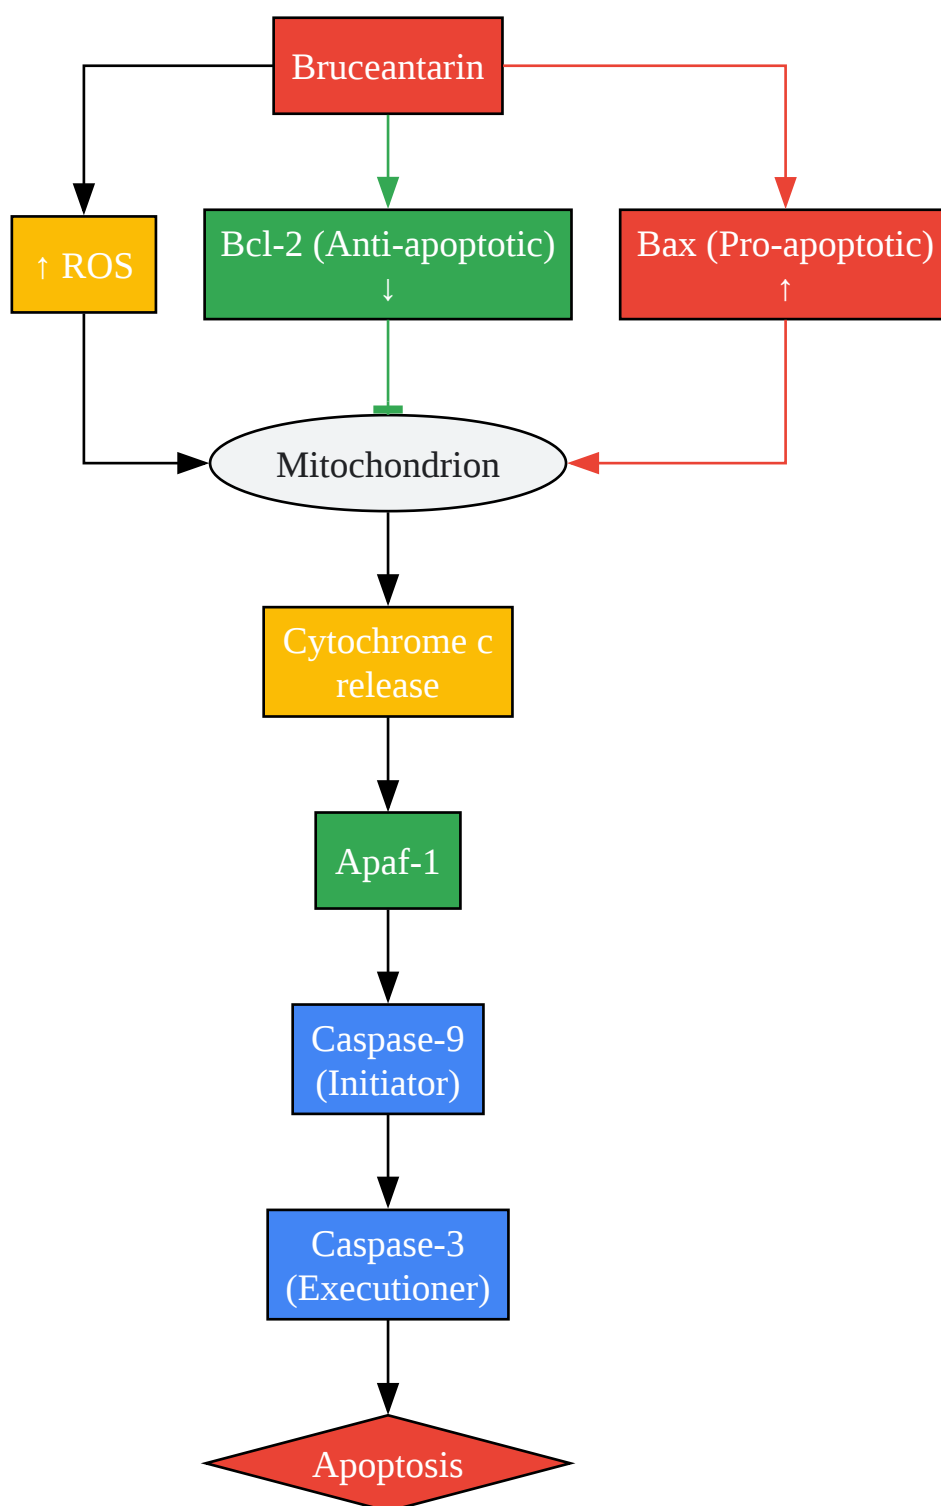 Bruceantarin
↑ ROS
Bcl-2 (Anti-apoptotic)
↓
Bax (Pro-apoptotic)
↑
Mitochondrion
Cytochrome c
release
Apaf-1
Caspase-9
(Initiator)
Caspase-3
(Executioner)
Apoptosis